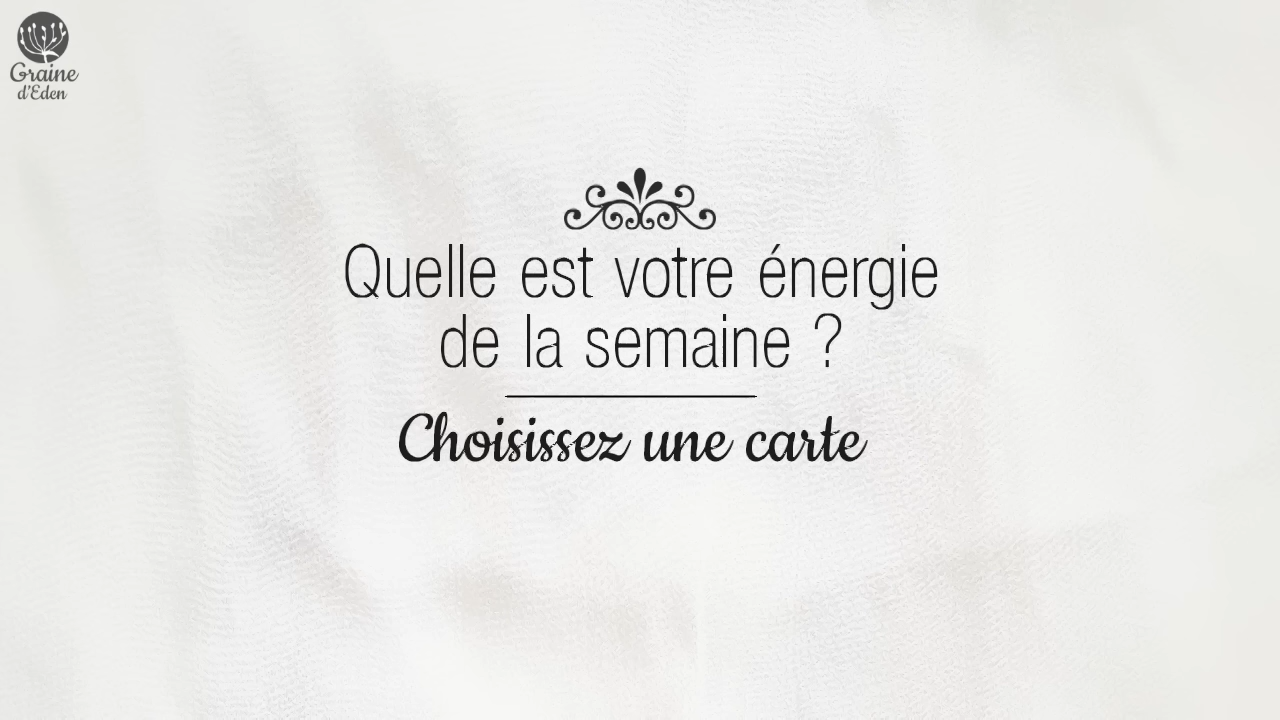 Graine
d'Eden
Quelle est votre énergie
de la semaine ?
Choisissez une carte